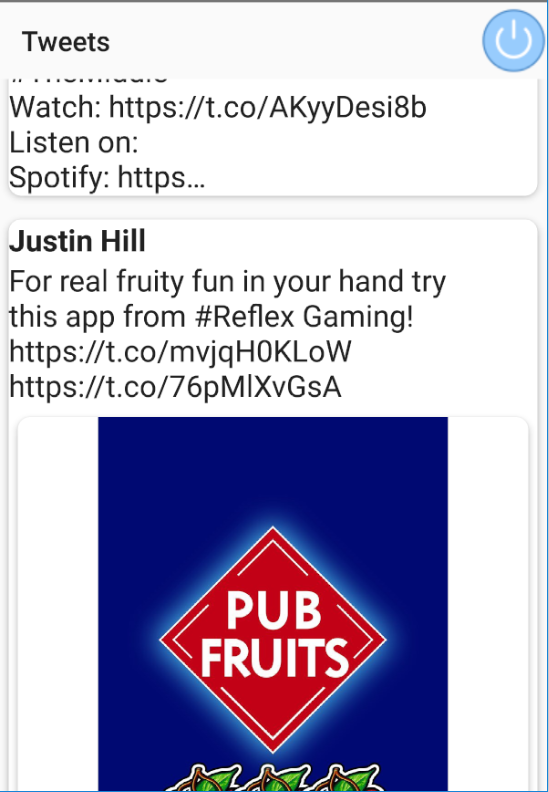 Tweets
Watch: https://t.co/AKyyDesi8b
Listen on:
Spotify: https...
Justin Hill
For real fruity fun in your hand try
this app from #Reflex Gaming!
https://t.co/mvjqH0KLoW
https://t.co/76pMlXvGsA
PUB
FRUITS